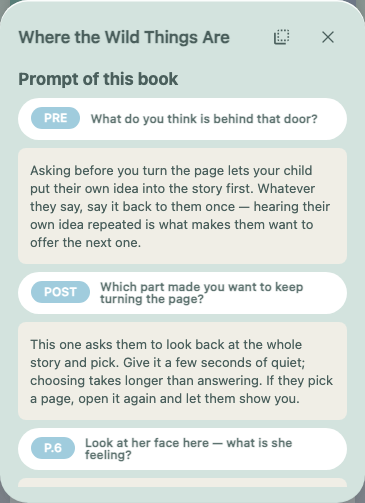 Where the Wild Things Are
Prompt of this book
PRE What do you think is behind that door?
Asking before you turn the page lets your child
put their own idea into the story first. Whatever
they say, say it back to them once — hearing their
own idea repeated is what makes them want to
offer the next one.
POST Which part made you want to keep
turning the page?
This one asks them to look back at the whole
story and pick. Give it a few seconds of quiet;
choosing takes longer than answering. If they pick
a page, open it again and let them show you.
P.6 Look at her face here — what is she
feeling?